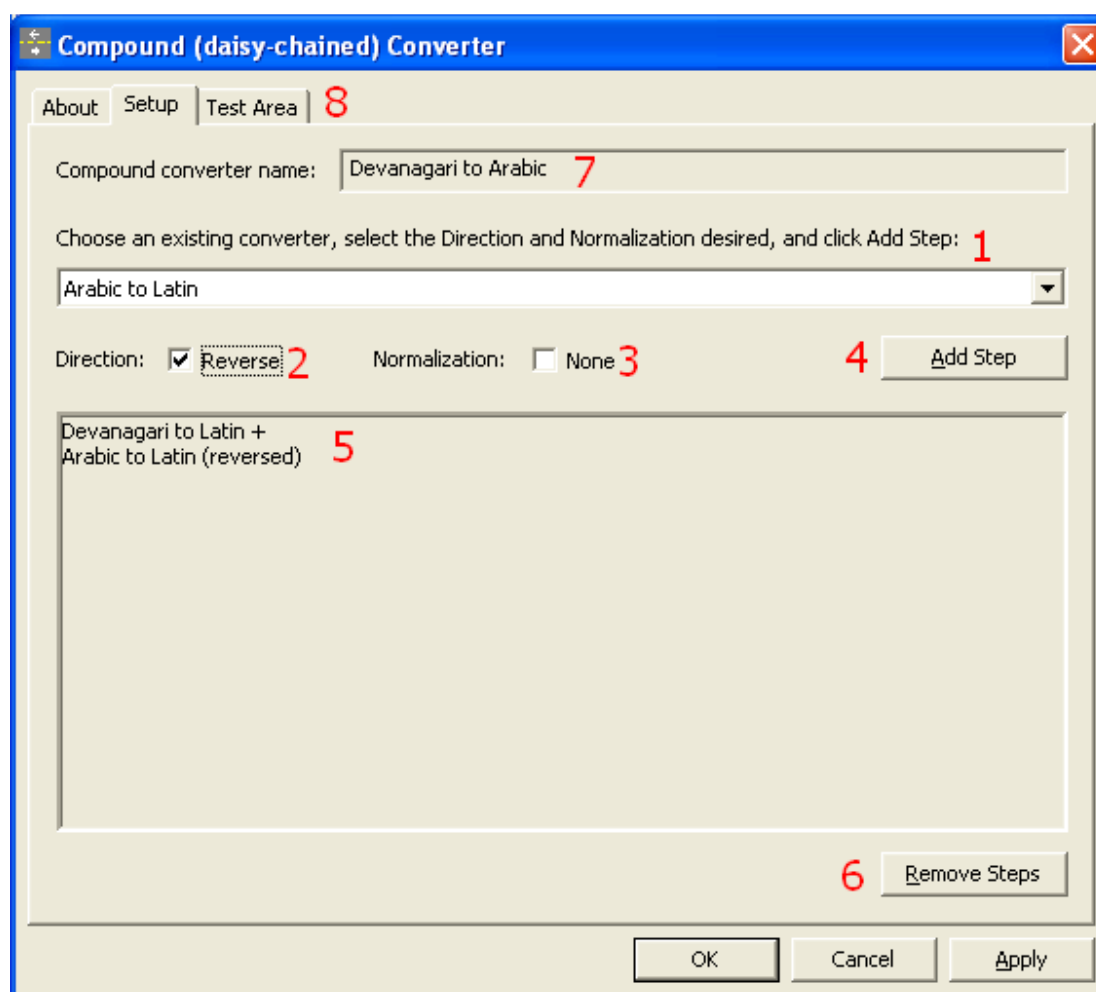 Compound (daisy-chained) Converter
About Setup Test Area 8
Compound converter name: Devanagari to Arabic 7
Choose an existing converter, select the Direction and Normalization desired, and click Add Step: 1
Arabic to Latin
Direction: Reverse 2 Normalization: None 3 4 Add Step
Devanagari to Latin +
Arabic to Latin (reversed) 5
6 Remove Steps
OK Cancel Apply